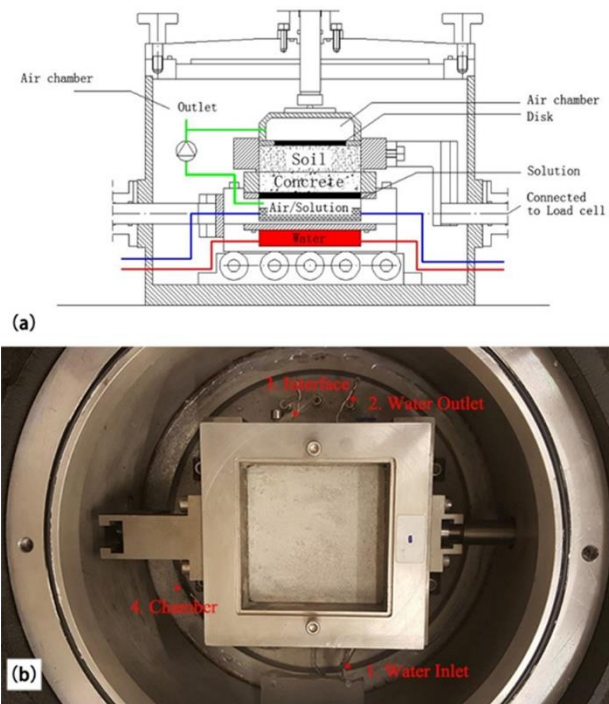 Air chamber
Outlet
Air chamber
Disk
Soil
Concrete
Solution
Air/Solution
Connected
to Load cell
Water
(a)
3. Interface
2. Water Outlet
4. Chamber
1. Water Inlet
(b)